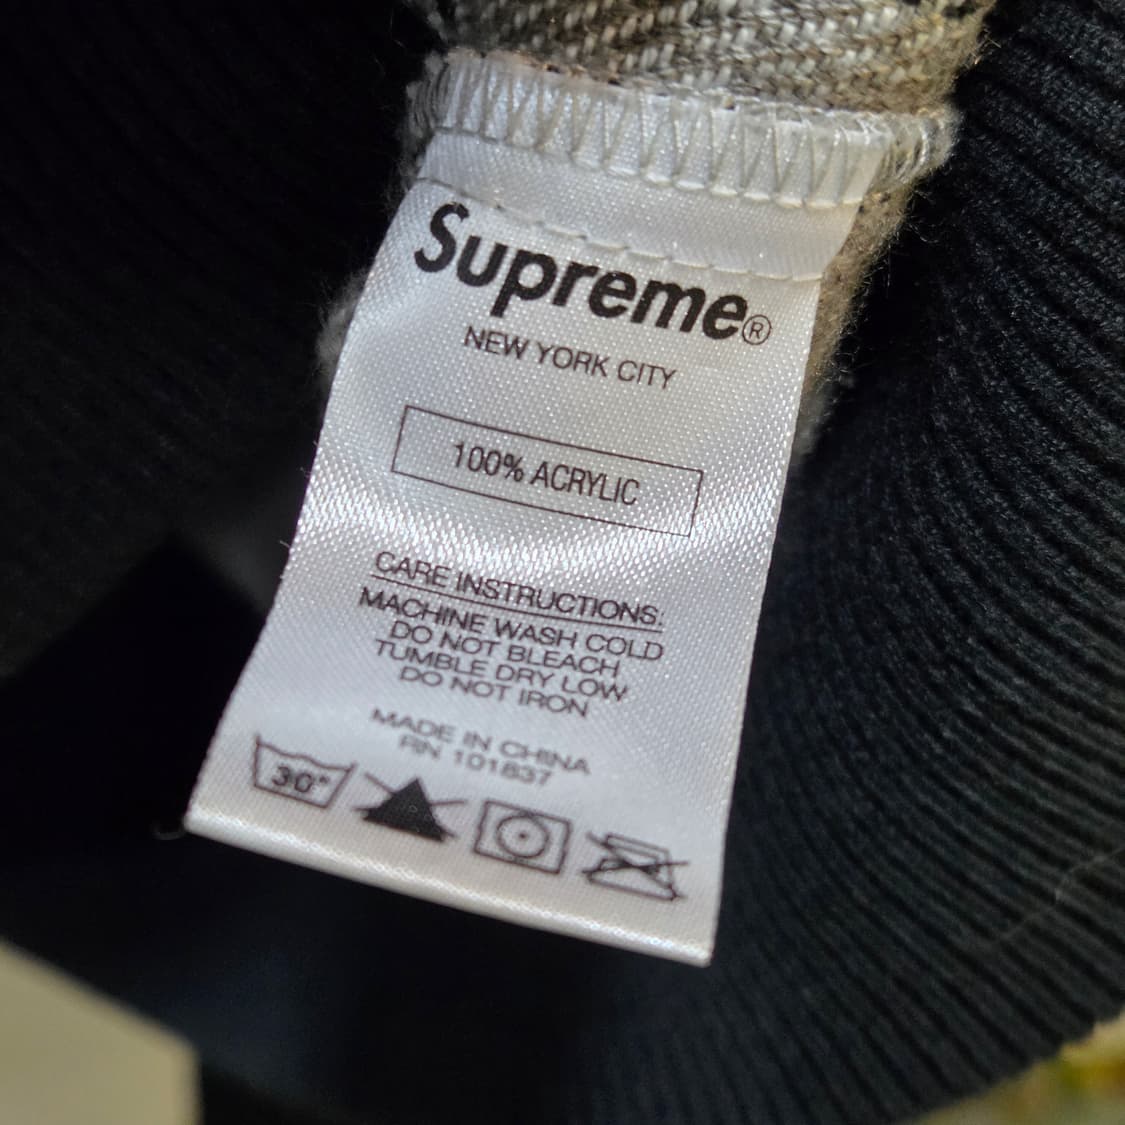 Supreme®
NEW YORK CITY
100% ACRYLIC
CARE INSTRUCTIONS:
MACHINE WASH COLD
DO NOT BLEACH
TUMBLE DRY LOW
DO NOT IRON
MADE IN CHINA
RN 101837
30°